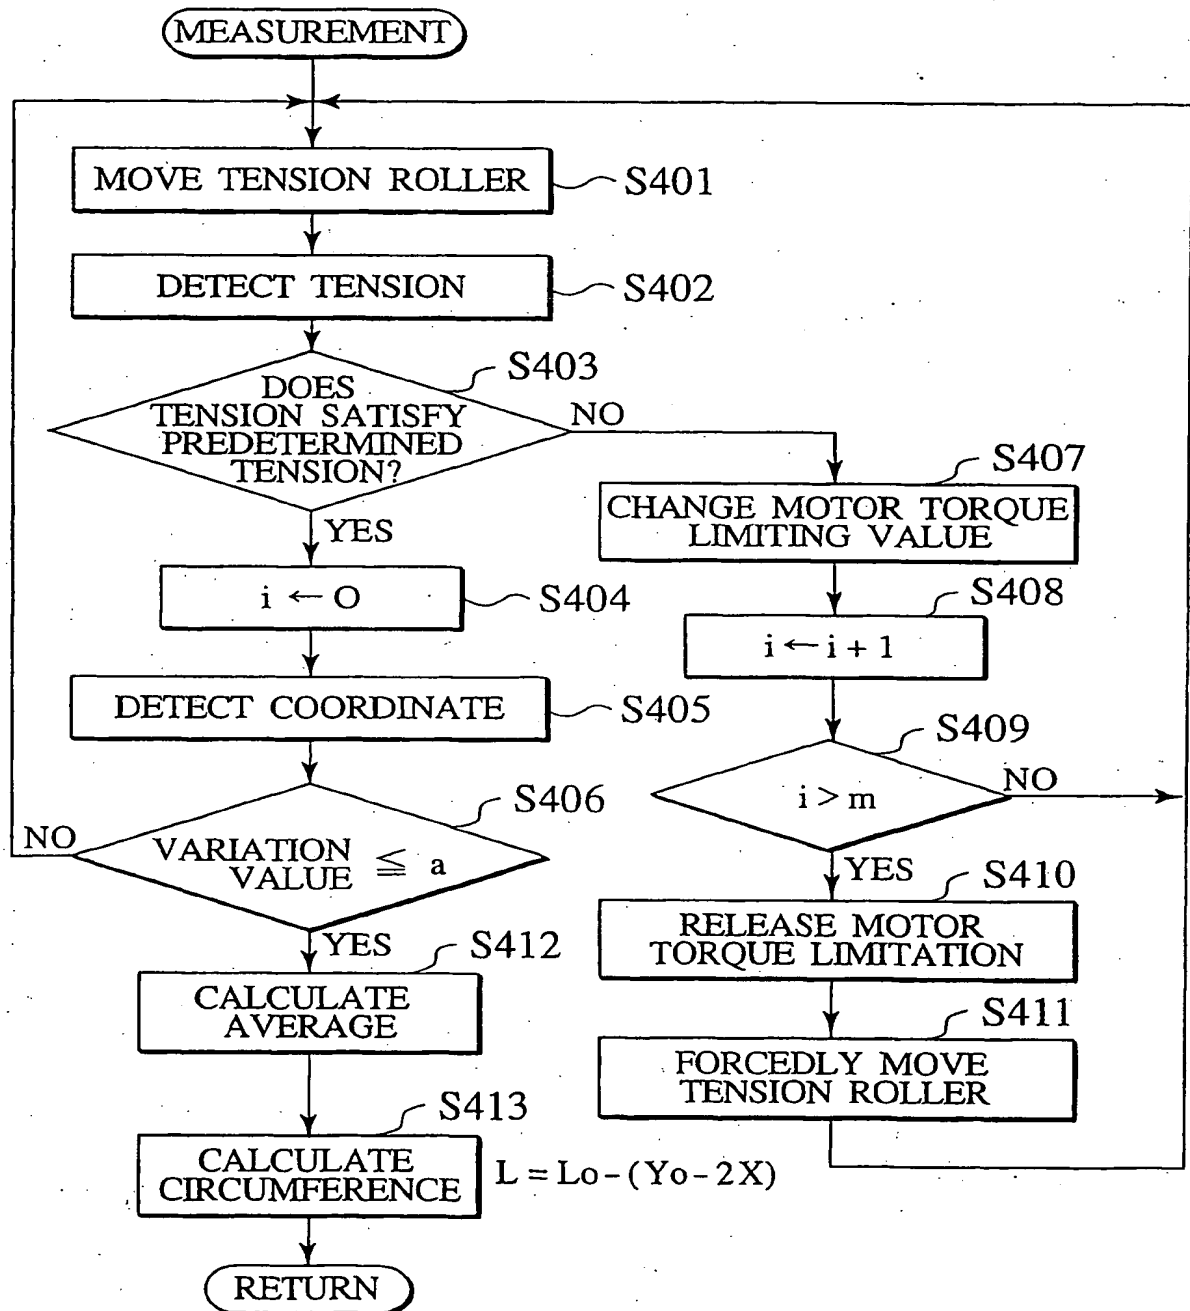 MEASUREMENT
MOVE TENSION ROLLER
S401
DETECT TENSION
S402
S403
DOES
TENSION SATISFY
PREDETERMINED
TENSION?
NO
YES
S407
CHANGE MOTOR TORQUE
LIMITING VALUE
i ← O
S404
S408
i ← i + 1
DETECT COORDINATE
S405
S409
i > m
NO
YES
S406
VARIATION
VALUE ≦ a
NO
YES
S410
RELEASE MOTOR
TORQUE LIMITATION
S412
CALCULATE
AVERAGE
S411
FORCEDLY MOVE
TENSION ROLLER
S413
CALCULATE
CIRCUMFERENCE
L = Lo - (Yo - 2X)
RETURN